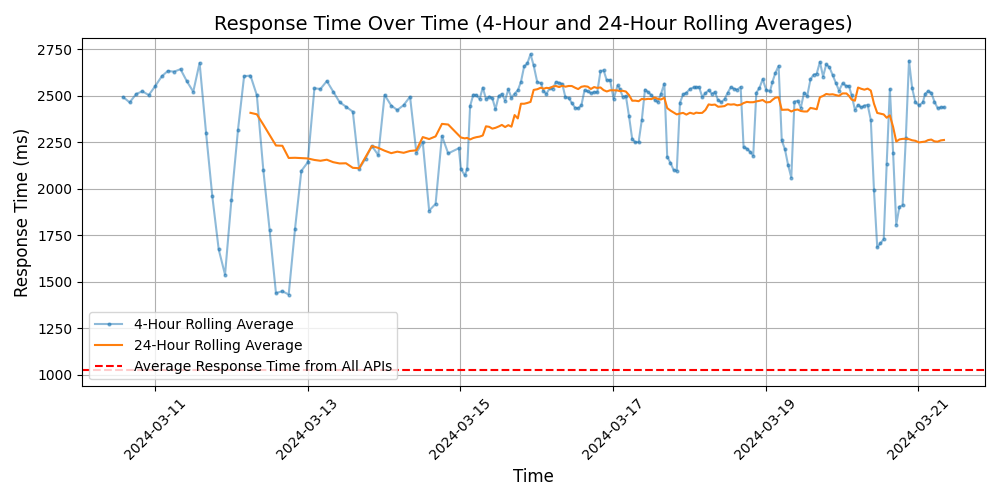 Response Time Over Time (4-Hour and 24-Hour Rolling Averages)
Response Time (ms)
2750
2500
2250
2000
1750
1500
1250
1000
4-Hour Rolling Average
24-Hour Rolling Average
Average Response Time from All APIs
2024-03-11
2024-03-13
2024-03-15
2024-03-17
2024-03-19
2024-03-21
Time